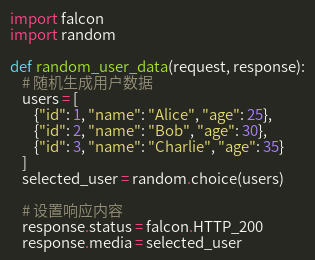 import falcon
import random

def random_user_data(request, response):
    # 随机生成用户数据
    users = [
        {"id": 1, "name": "Alice", "age": 25},
        {"id": 2, "name": "Bob", "age": 30},
        {"id": 3, "name": "Charlie", "age": 35}
    ]
    selected_user = random.choice(users)

    # 设置响应内容
    response.status = falcon.HTTP_200
    response.media = selected_user